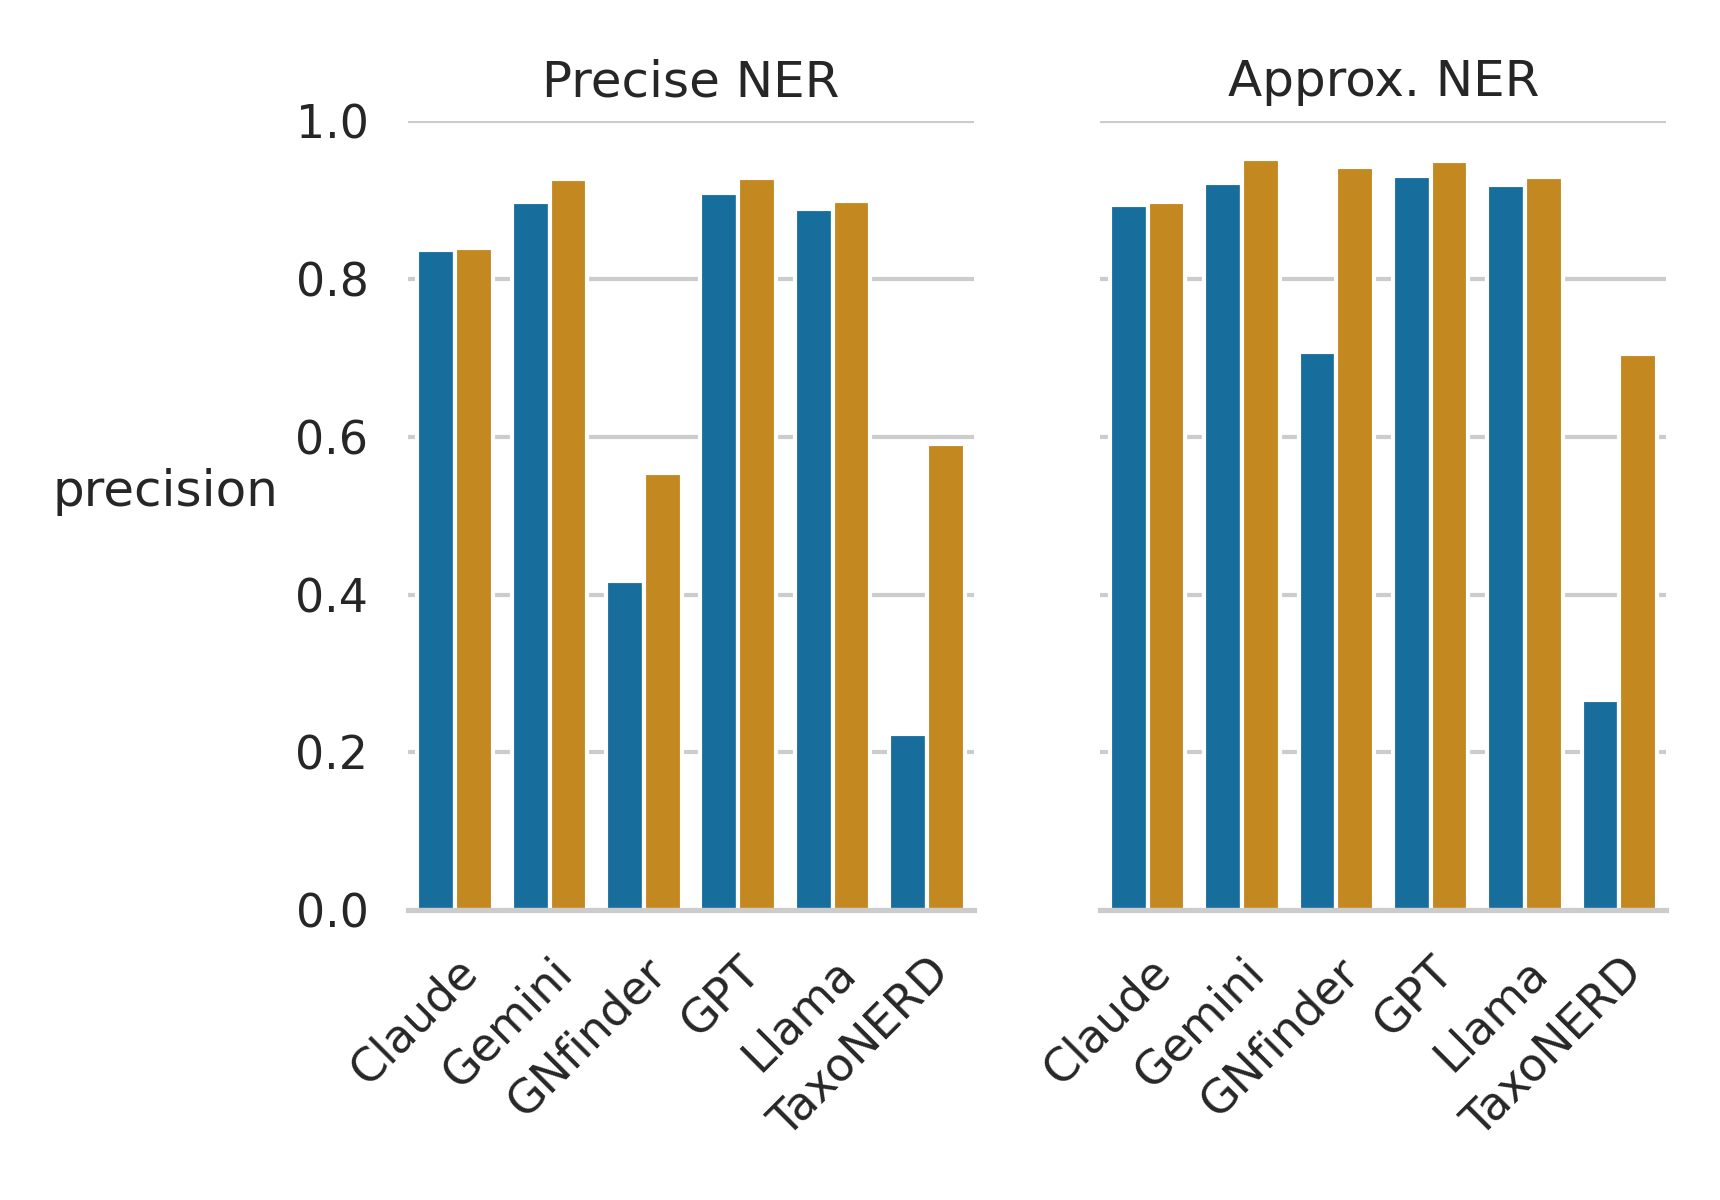 Precise NER
Approx. NER
1.0
0.8
0.6
precision
0.4
0.2
0.0
Claude
Gemini
GNfinder
GPT
Llama
TaxoNERD
Claude
Gemini
GNfinder
GPT
Llama
TaxoNERD